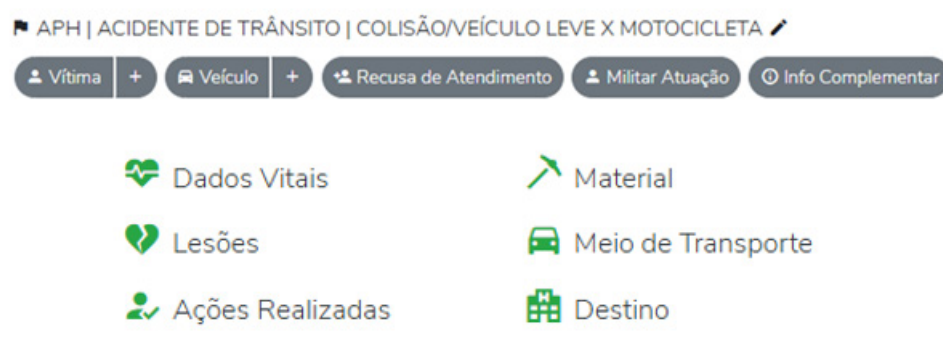 APH | ACIDENTE DE TRÂNSITO | COLISÃO/VEÍCULO LEVE X MOTOCICLETA
Vítima + Veículo + Recusa de Atendimento Militar Atuação Info Complementar
Dados Vitais Material
Lesões Meio de Transporte
Ações Realizadas Destino